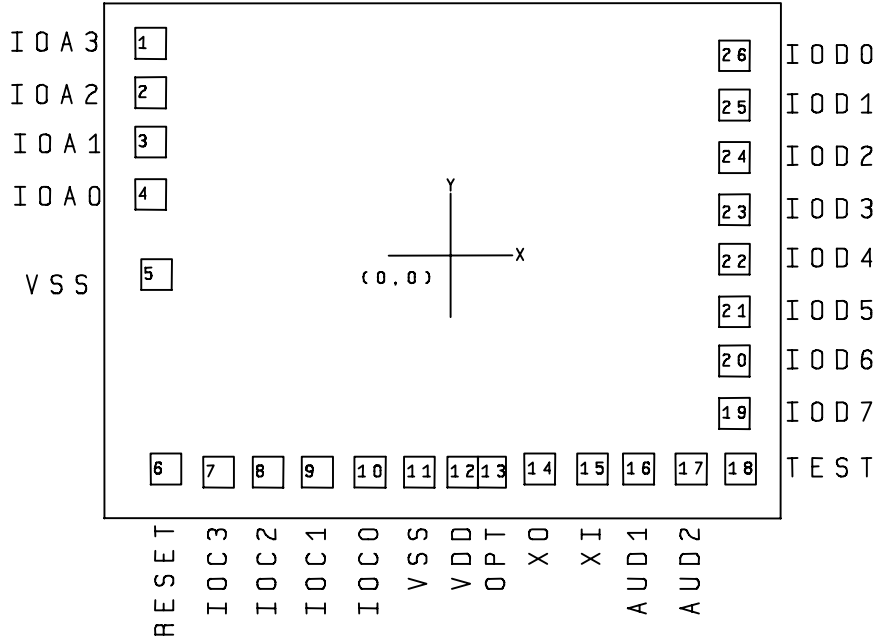 IOA3 1
IOA2 2
IOA1 3
IOA0 4
VSS 5
26 IOD0
25 IOD1
24 IOD2
23 IOD3
22 IOD4
21 IOD5
20 IOD6
19 IOD7
Y
X
(0,0)
6 7 8 9 10 11 12 13 14 15 16 17 18 TEST
RESET
IOC3
IOC2
IOC1
IOC0
VSS
VDD
OPT
XO
XI
AUD1
AUD2